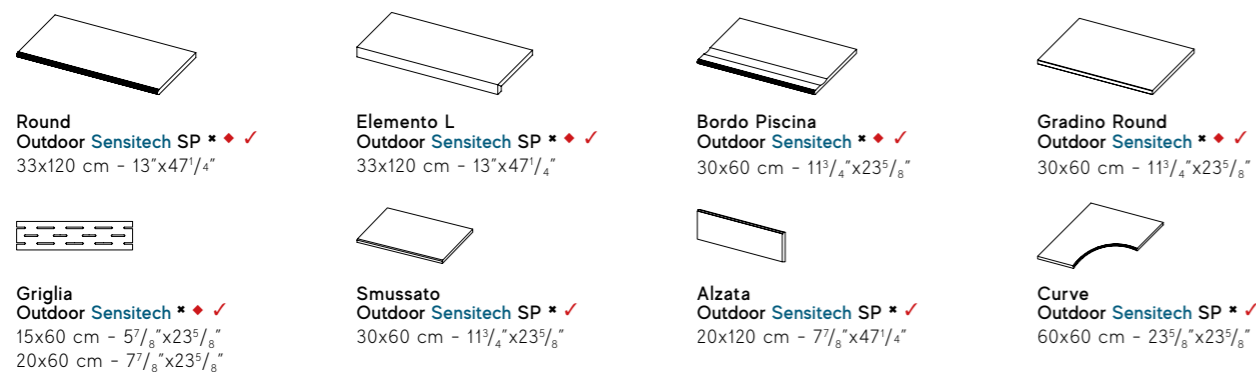 Round
Outdoor Sensitech SP ✖ ◆ ✓
33x120 cm - 13"x47¹/₄"
Elemento L
Outdoor Sensitech SP ✖ ◆ ✓
33x120 cm - 13"x47¹/₄"
Bordo Piscina
Outdoor Sensitech ✖ ◆ ✓
30x60 cm - 11³/₄"x23⁵/₈"
Gradino Round
Outdoor Sensitech ✖ ◆ ✓
30x60 cm - 11³/₄"x23⁵/₈"
Griglia
Outdoor Sensitech ✖ ◆ ✓
15x60 cm - 5⁷/₈"x23⁵/₈"
20x60 cm - 7⁷/₈"x23⁵/₈"
Smussato
Outdoor Sensitech SP ✖ ✓
30x60 cm - 11³/₄"x23⁵/₈"
Alzata
Outdoor Sensitech SP ✖ ✓
20x120 cm - 7⁷/₈"x47¹/₄"
Curve
Outdoor Sensitech SP ✖ ✓
60x60 cm - 23⁵/₈"x23⁵/₈"